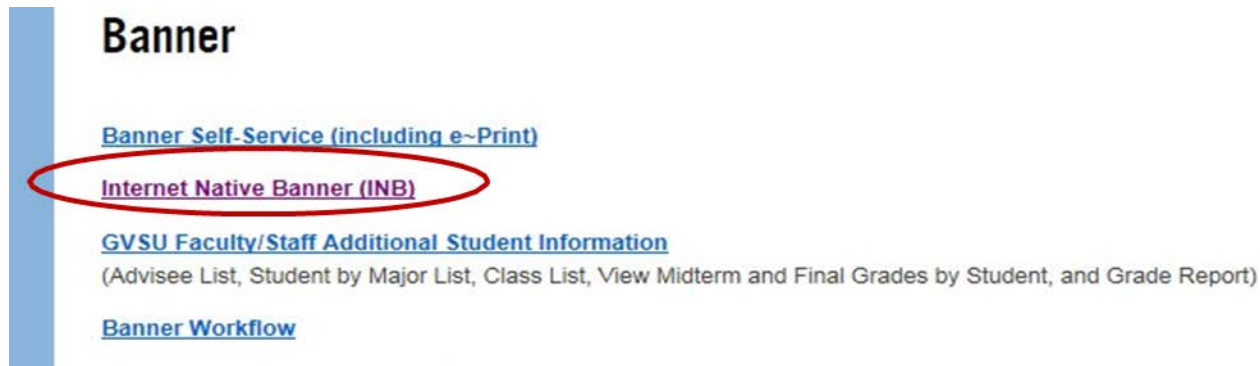 Banner
Banner Self-Service (including e~Print)
Internet Native Banner (INB)
GVSU Faculty/Staff Additional Student Information
(Advisee List, Student by Major List, Class List, View Midterm and Final Grades by Student, and Grade Report)
Banner Workflow